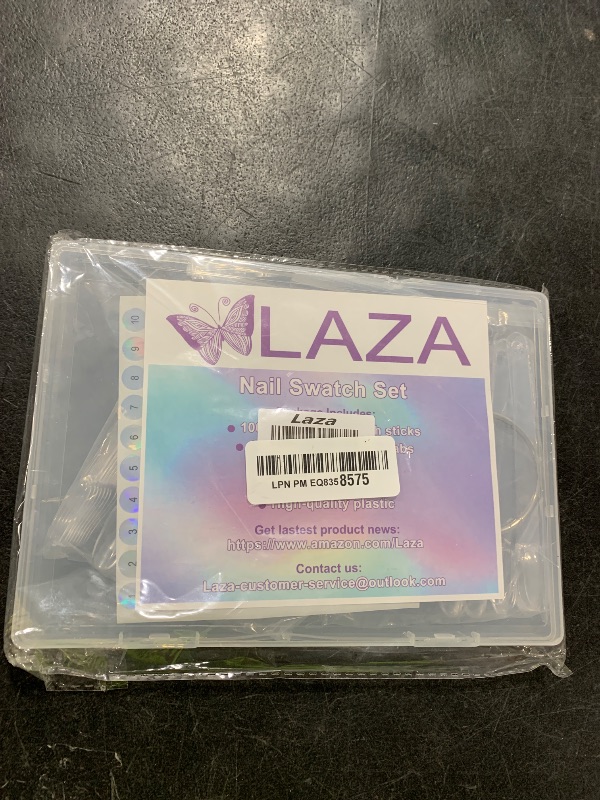 LAZA
Nail Swatch Set
Includes:
sticks
Laza
LPN PM EQ8358575
High-quality plastic
Get lastest product news:
https://www.amazon.com/Laza
Contact us:
Laza-customer-service@outlook.com
10
9
8
7
6
5
4
3
2
1